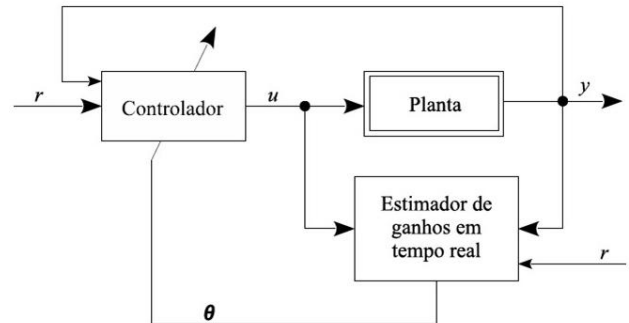 r
Controlador
u
Planta
y
Estimador de
ganhos em
tempo real
r
θ